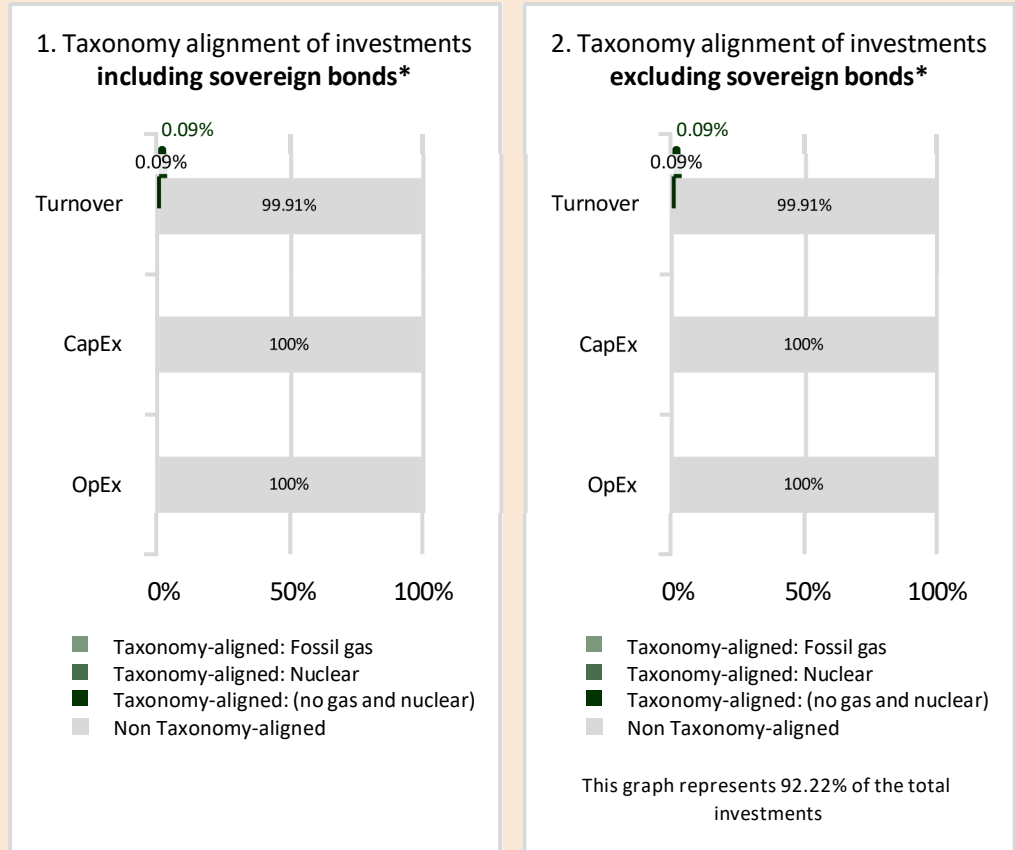 1. Taxonomy alignment of investments
including sovereign bonds*
0.09%
0.09%
Turnover
99.91%
CapEx
100%
OpEx
100%
0% 50% 100%
Taxonomy-aligned: Fossil gas
Taxonomy-aligned: Nuclear
Taxonomy-aligned: (no gas and nuclear)
Non Taxonomy-aligned
2. Taxonomy alignment of investments
excluding sovereign bonds*
0.09%
0.09%
Turnover
99.91%
CapEx
100%
OpEx
100%
0% 50% 100%
Taxonomy-aligned: Fossil gas
Taxonomy-aligned: Nuclear
Taxonomy-aligned: (no gas and nuclear)
Non Taxonomy-aligned
This graph represents 92.22% of the total
investments